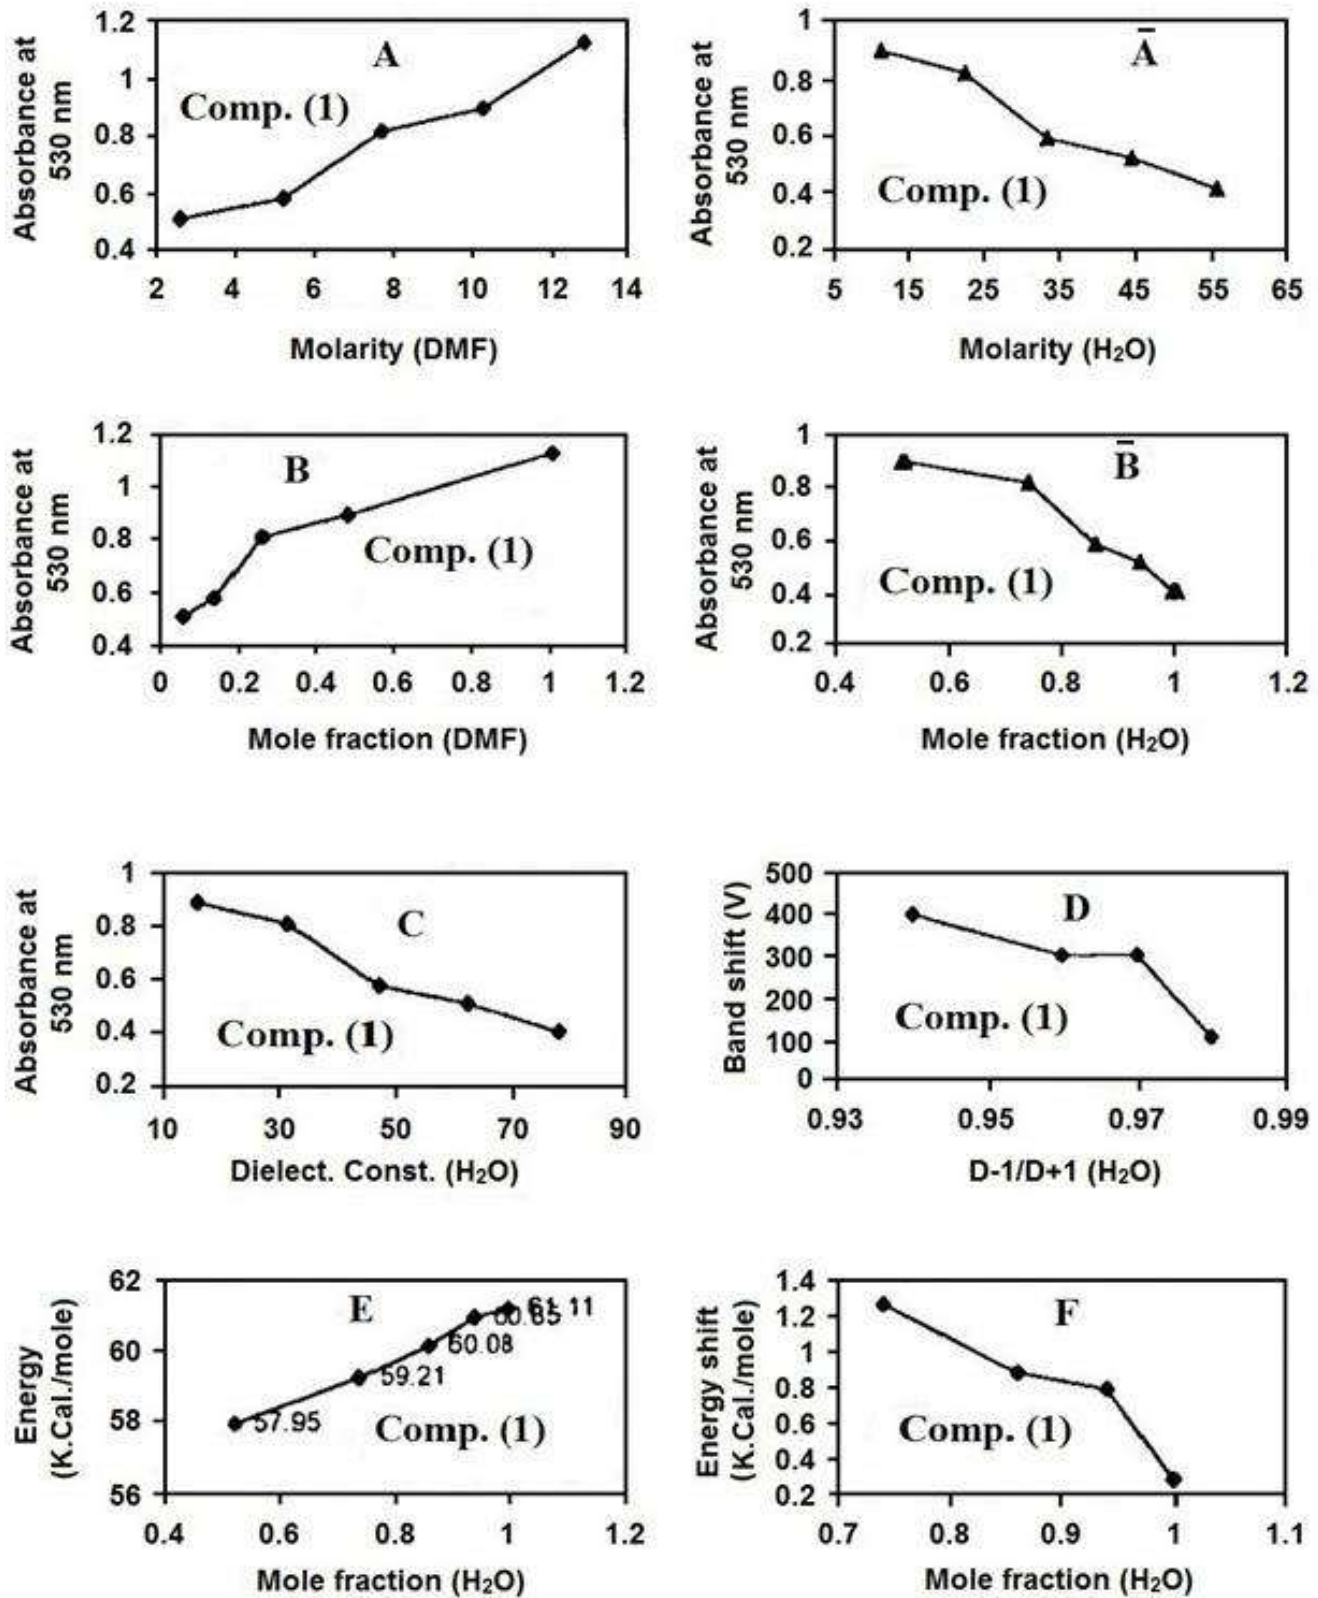 A
Comp. (1)
Absorbance at
530 nm
1.2
1
0.8
0.6
0.4
2 4 6 8 10 12 14
Molarity (DMF)
A̅
Comp. (1)
Absorbance at
530 nm
1
0.8
0.6
0.4
0.2
5 15 25 35 45 55 65
Molarity (H₂O)
B
Comp. (1)
Absorbance at
530 nm
1.2
1
0.8
0.6
0.4
0 0.2 0.4 0.6 0.8 1 1.2
Mole fraction (DMF)
B̅
Comp. (1)
Absorbance at
530 nm
1
0.8
0.6
0.4
0.2
0.4 0.6 0.8 1 1.2
Mole fraction (H₂O)
C
Comp. (1)
Absorbance at
530 nm
1
0.8
0.6
0.4
0.2
10 30 50 70 90
Dielect. Const. (H₂O)
D
Comp. (1)
Band shift (V)
500
400
300
200
100
0
0.93 0.95 0.97 0.99
D-1/D+1 (H₂O)
E
Comp. (1)
Energy
(K.Cal./mole)
62
60
58
56
57.95
59.21
60.08
61.11
0.4 0.6 0.8 1 1.2
Mole fraction (H₂O)
F
Comp. (1)
Energy shift
(K.Cal./mole)
1.4
1.2
1
0.8
0.6
0.4
0.2
0.7 0.8 0.9 1 1.1
Mole fraction (H₂O)